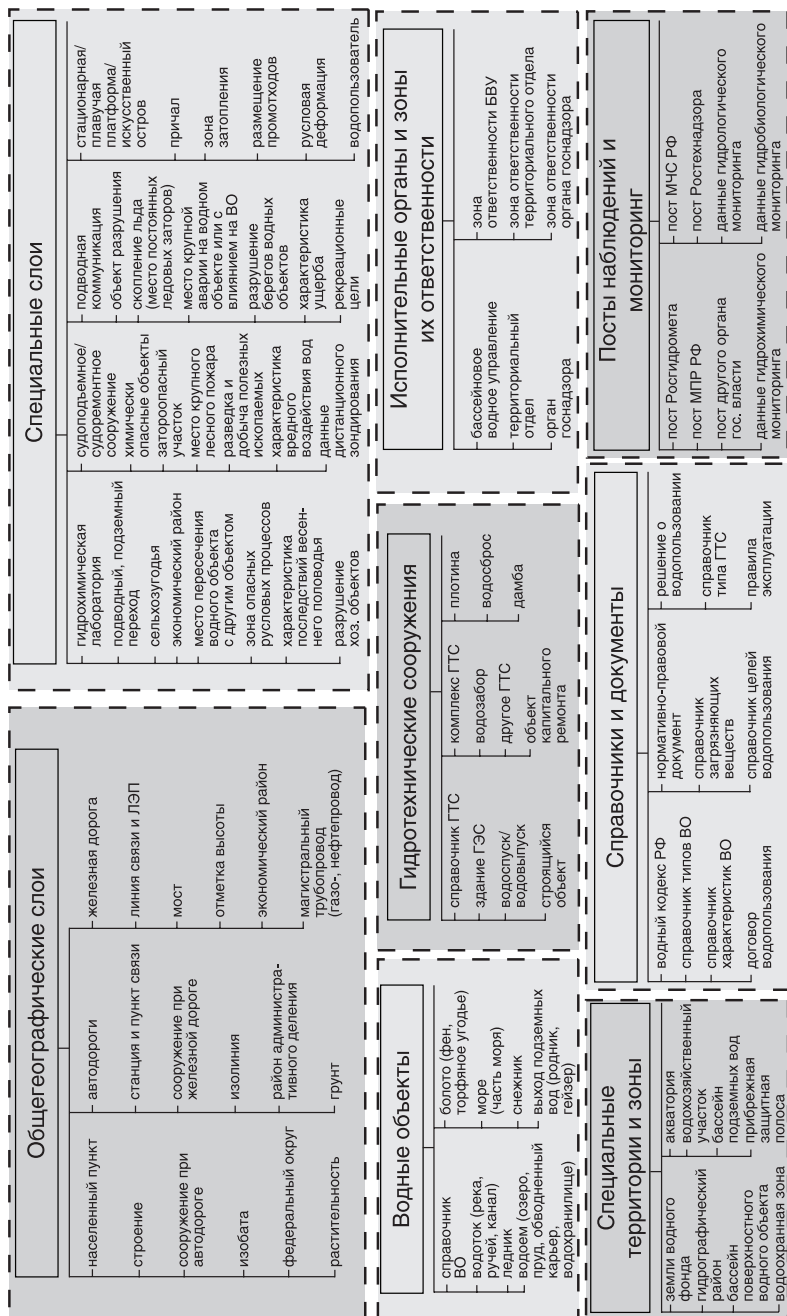 Общегеографические слои
населенный пункт
строение
сооружение при
автодороге
изобата
федеральный округ
растительность
автодороги
станция и пункт связи
сооружение при
железной дороге
изолиния
район администра-
тивного деления
грунт
железная дорога
линия связи и ЛЭП
мост
отметка высоты
экономический район
магистральный
трубопровод
(газо-, нефтепровод)
Специальные слои
гидрохимическая
лаборатория
подводный, подземный
переход
сельхозугодья
экономический район
место пересечения
водного объекта
с другим объектом
зона опасных
русловых процессов
характеристика
последствий весен-
него половодья
разрушение
хоз. объектов
судоподъемное/
судоремонтное
сооружение
химически
опасные объекты
затороопасный
участок
место крупного
лесного пожара
разведка и
добыча полезных
ископаемых
характеристика
вредного
воздействия вод
данные
дистанционного
зондирования
подводная
коммуникация
объект разрушения
скопление льда
(место постоянных
ледовых заторов)
место крупной
аварии на водном
объекте или с
влиянием на ВО
разрушение
берегов водных
объектов
характеристика
ущерба
рекреационные
цели
стационарная/
плавучая
платформа/
искусственный
остров
причал
зона
затопления
размещение
промотходов
русловая
деформация
водопользователь
Водные объекты
справочник
ВО
водоток (река,
ручей, канал)
ледник
водоем (озеро,
пруд, обводненный
карьер,
водохранилище)
болото (фен,
торфяное угодье)
море
(часть моря)
снежник
выход подземных
вод (родник,
гейзер)
Гидротехнические сооружения
справочник ГТС
здание ГЭС
водоспуск/
водовыпуск
строящийся
объект
комплекс ГТС
водозабор
другое ГТС
объект
капитального
ремонта
плотина
водосброс
дамба
Исполнительные органы и зоны
их ответственности
бассейновое
водное управление
территориальный
отдел
орган
госнадзора
зона
ответственности БВУ
зона ответственности
территориального отдела
зона ответственности
органа госнадзора
Специальные
территории и зоны
земли водного
фонда
гидрографический
район
бассейн
поверхностного
водного объекта
водоохранная зона
акватория
водохозяйственный
участок
бассейн
подземных вод
прибрежная
защитная
полоса
Справочники и документы
водный кодекс РФ
справочник типов ВО
справочник
характеристик ВО
договор
водопользования
нормативно-правовой
документ
справочник
загрязняющих
веществ
справочник целей
водопользования
решение о
водопользовании
справочник
типа ГТС
правила
эксплуатации
Посты наблюдений и
мониторинг
пост Росгидромета
пост МПР РФ
пост другого органа
гос. власти
данные гидрохимического
мониторинга
пост МЧС РФ
пост Ростехнадзора
данные гидрологического
мониторинга
данные гидробиологического
мониторинга